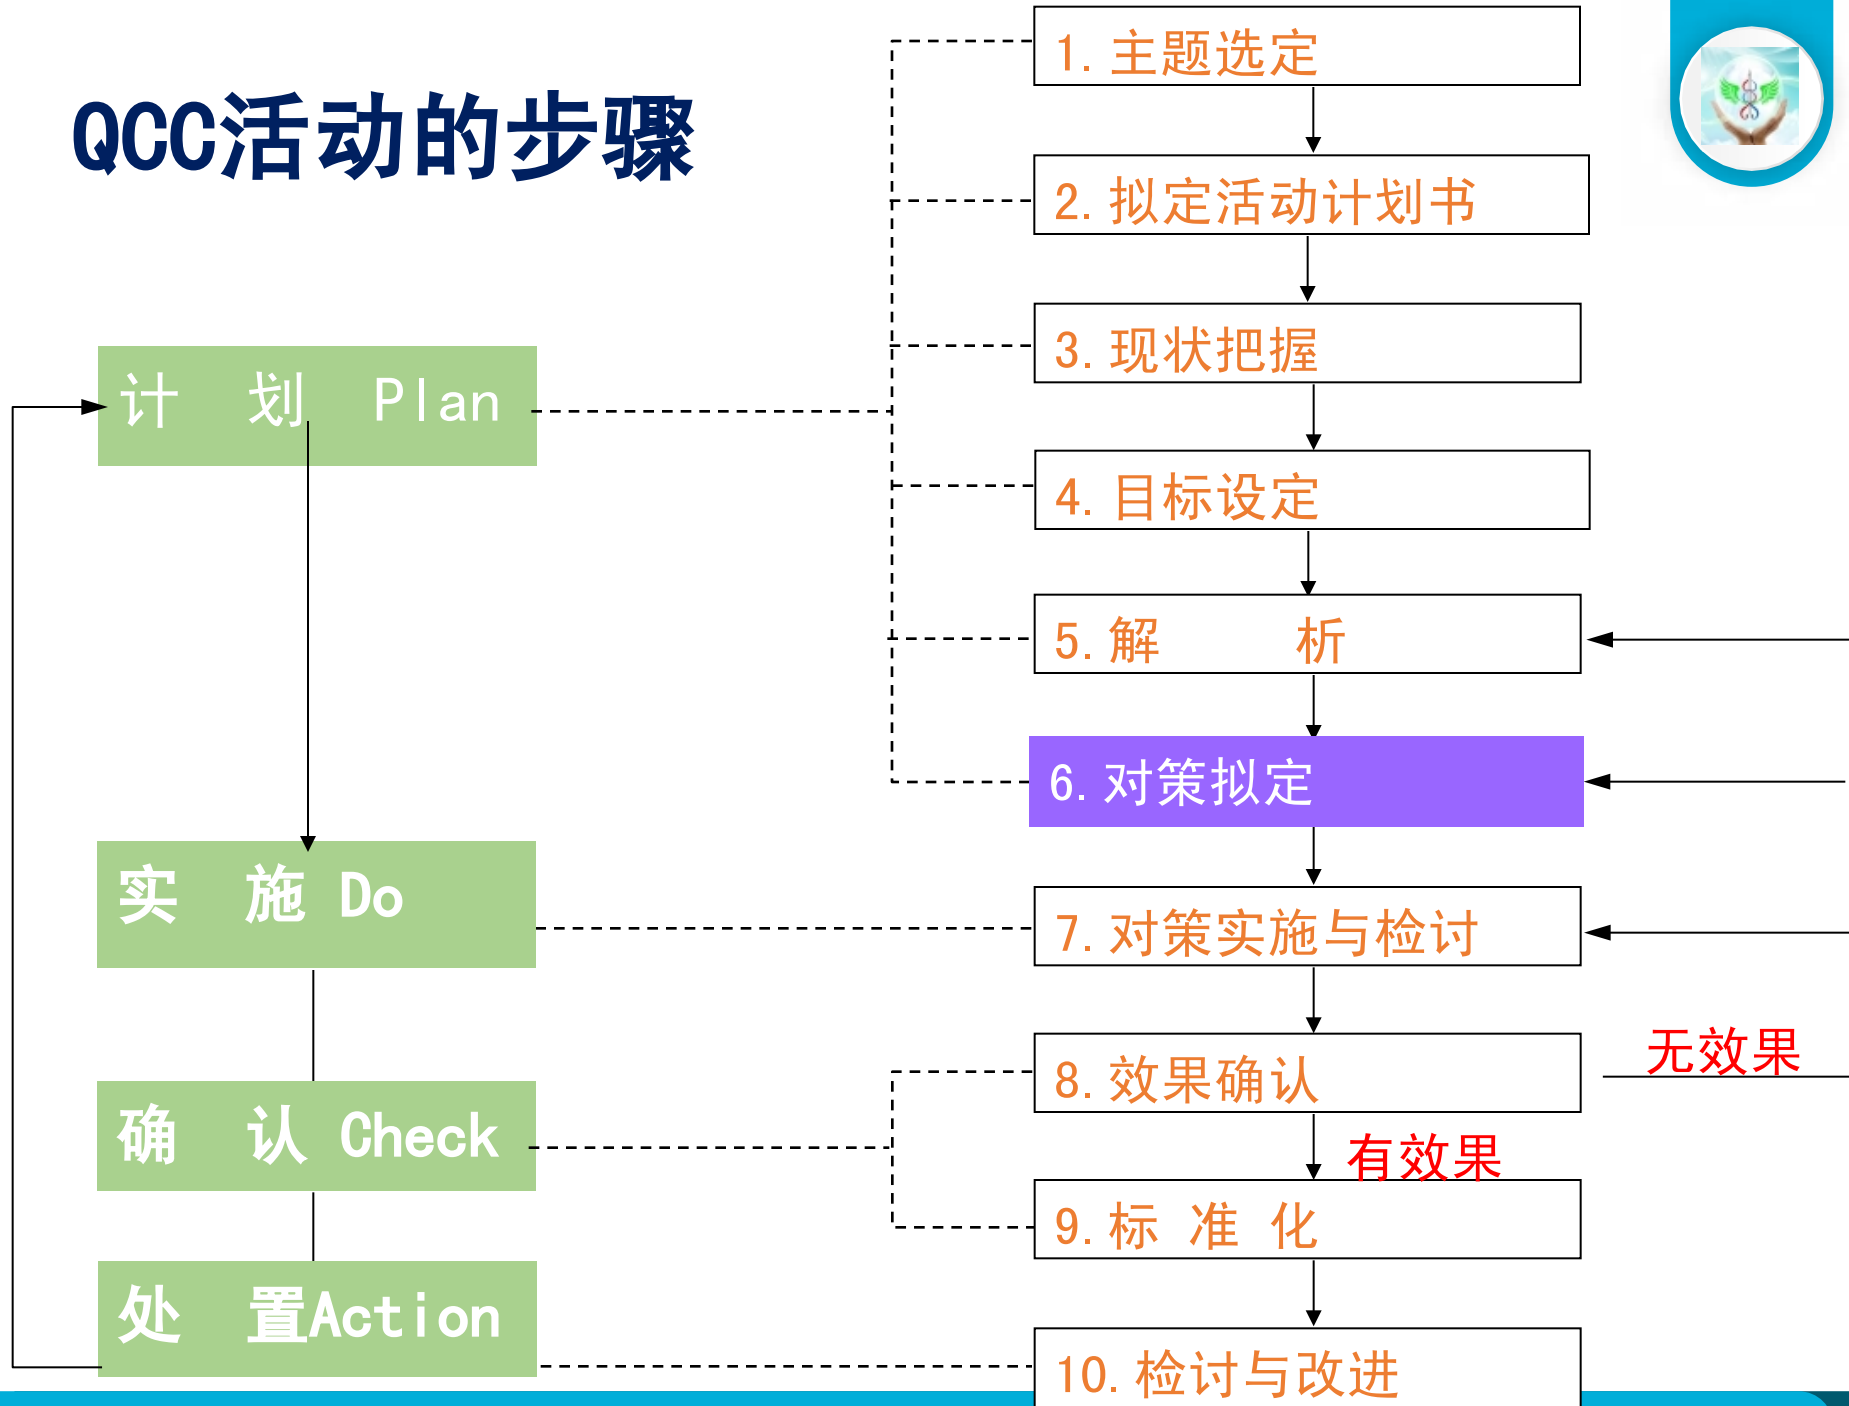 QCC活动的步骤
1.主题选定
2.拟定活动计划书
3.现状把握
4.目标设定
5.解 析
6.对策拟定
7.对策实施与检讨
8.效果确认
无效果
有效果
9.标 准 化
10.检讨与改进
计 划 Plan
实 施 Do
确 认 Check
处 置Action